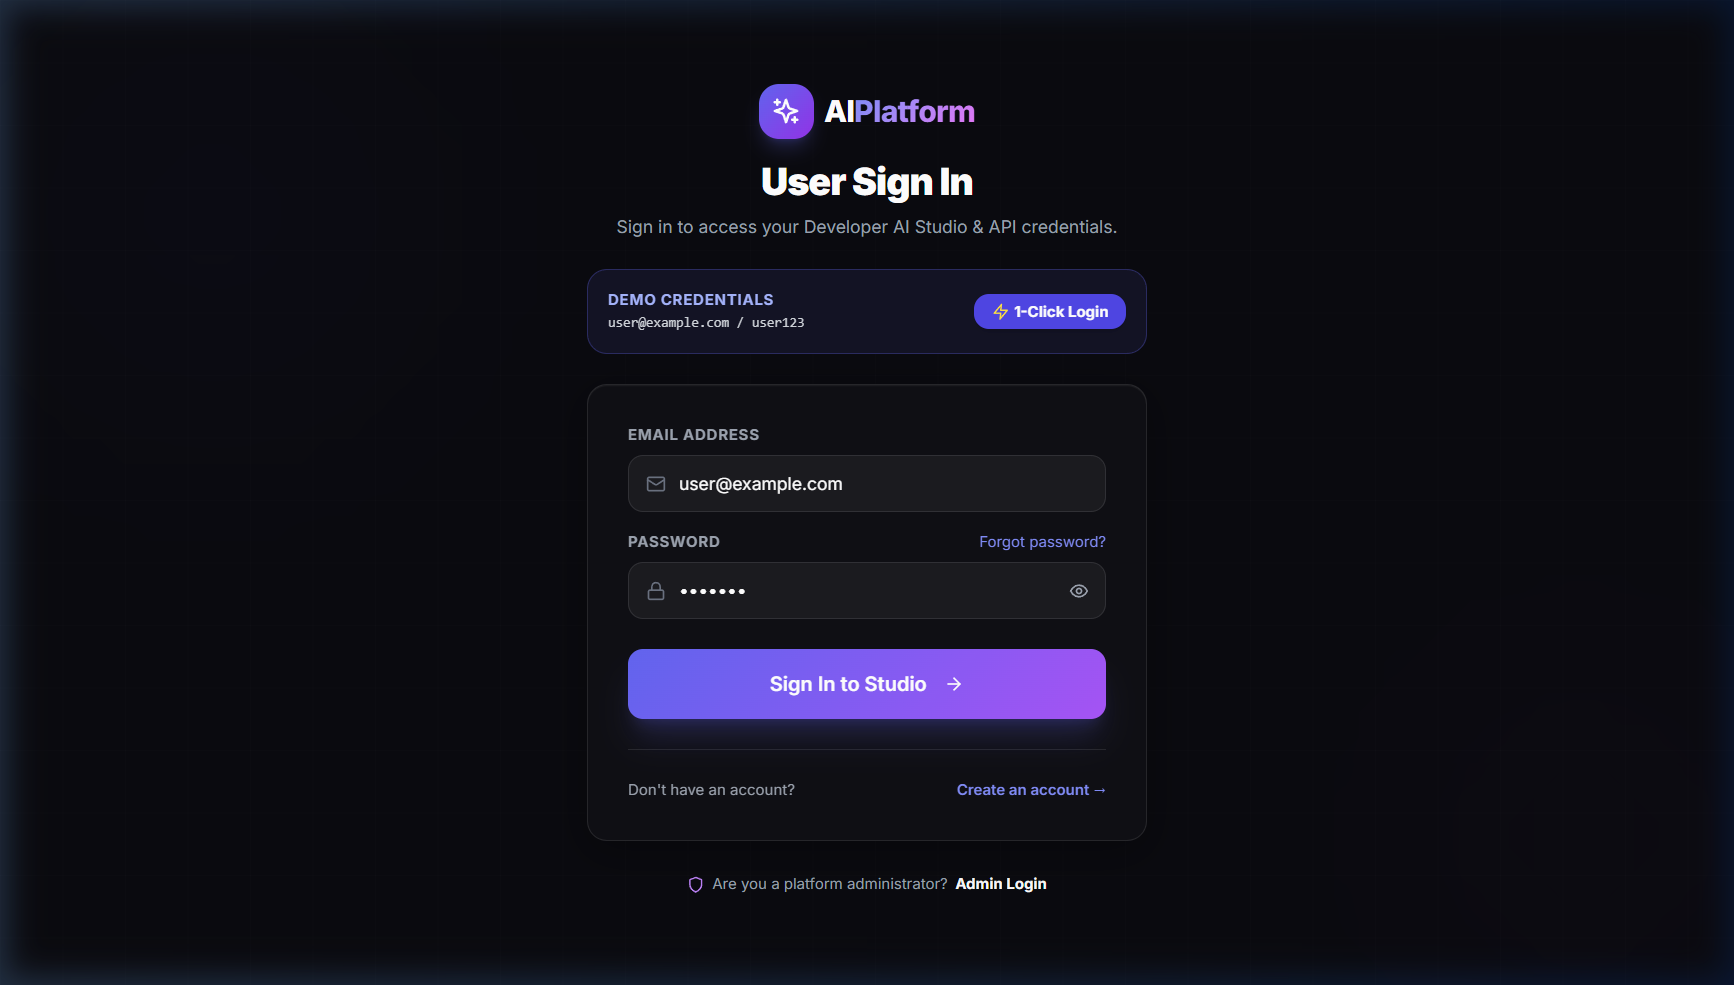 AIPlatform
User Sign In
Sign in to access your Developer AI Studio & API credentials.
DEMO CREDENTIALS
user@example.com / user123
1-Click Login
EMAIL ADDRESS
user@example.com
PASSWORD
Forgot password?
•••••••
Sign In to Studio →
Don't have an account?
Create an account →
Are you a platform administrator? Admin Login